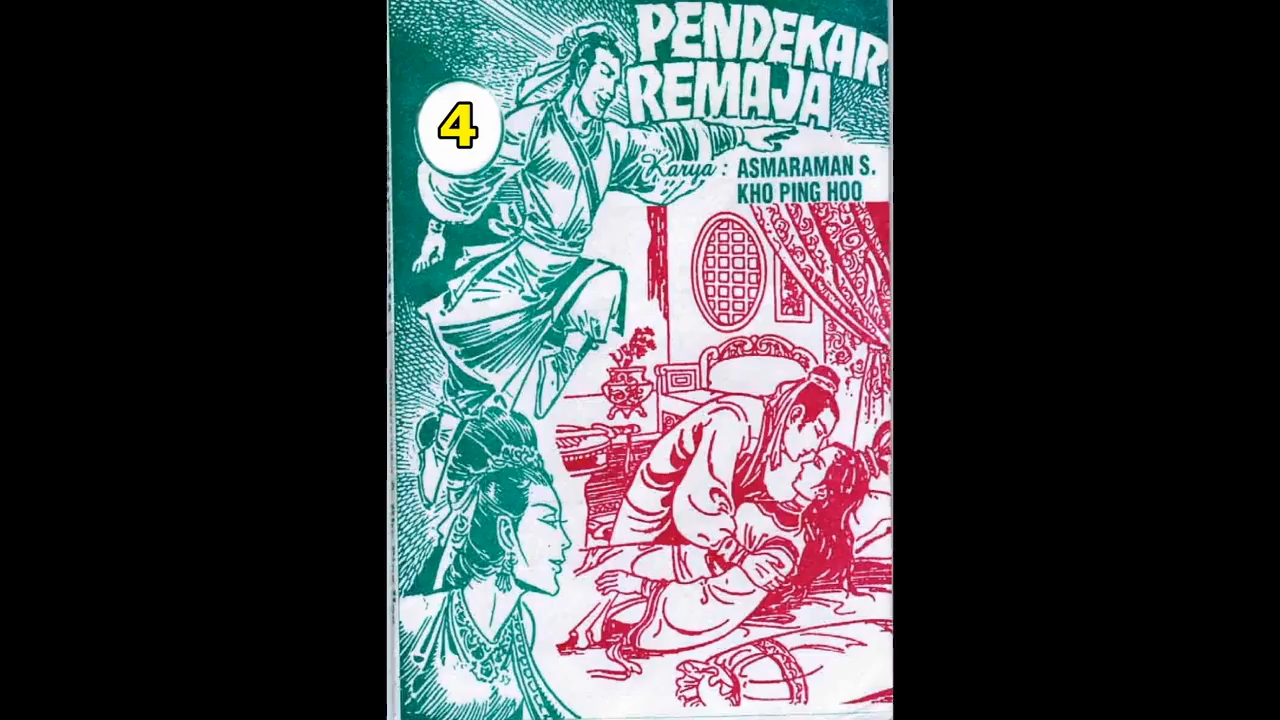 PENDEKAR
REMAJA
4
Karya : ASMARAMAN S.
KHO PING HOO